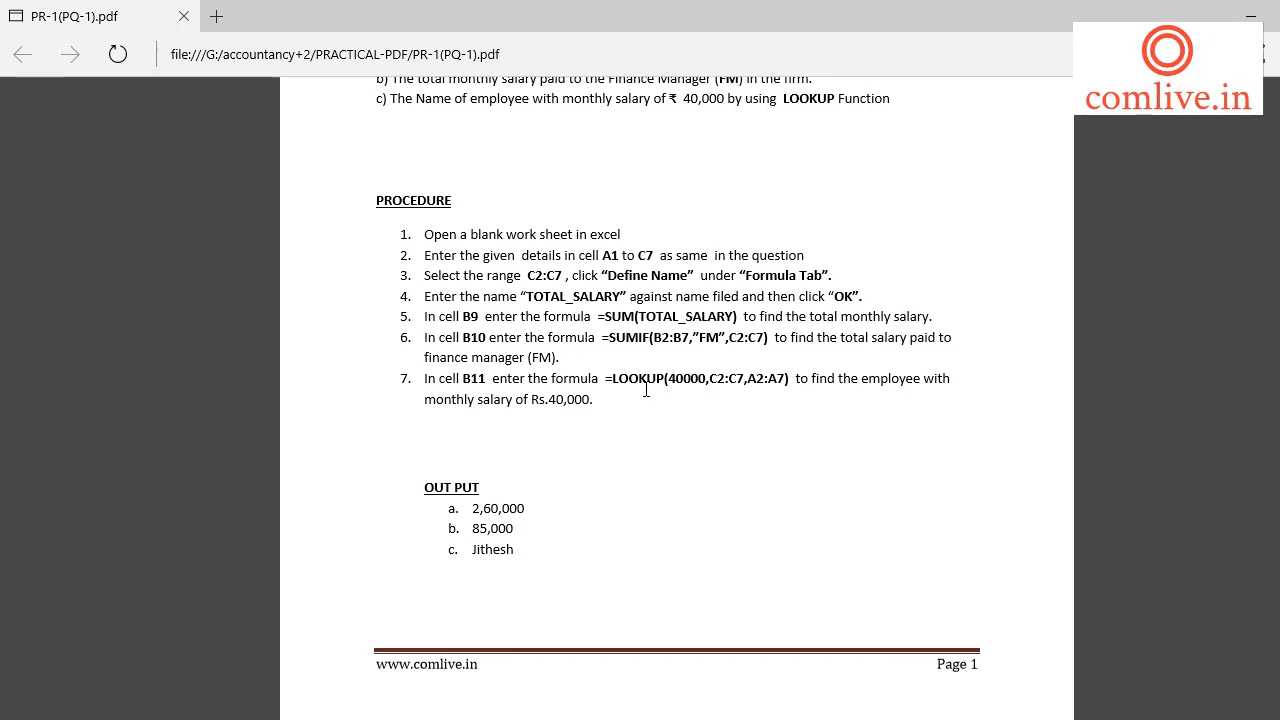 PR-1(PQ-1).pdf
file:///G:/accountancy+2/PRACTICAL-PDF/PR-1(PQ-1).pdf
comlive.in
b) The total monthly salary paid to the Finance Manager (FM) in the firm.
c) The Name of employee with monthly salary of ₹ 40,000 by using LOOKUP Function
PROCEDURE
1. Open a blank work sheet in excel
2. Enter the given details in cell A1 to C7 as same in the question
3. Select the range C2:C7 , click “Define Name” under “Formula Tab”.
4. Enter the name “TOTAL_SALARY” against name filed and then click “OK”.
5. In cell B9 enter the formula =SUM(TOTAL_SALARY) to find the total monthly salary.
6. In cell B10 enter the formula =SUMIF(B2:B7,”FM”,C2:C7) to find the total salary paid to
finance manager (FM).
7. In cell B11 enter the formula =LOOKUP(40000,C2:C7,A2:A7) to find the employee with
monthly salary of Rs.40,000.
OUT PUT
a. 2,60,000
b. 85,000
c. Jithesh
www.comlive.in Page 1